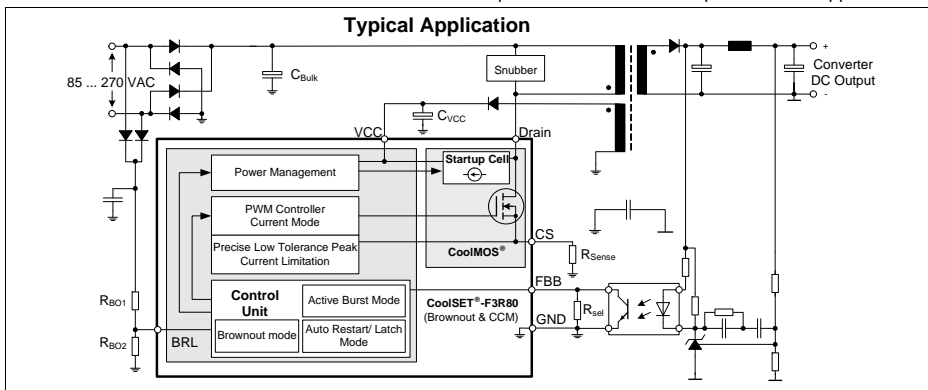 Typical Application
85 ... 270 VAC
CBulk
Snubber
+
Converter
DC Output
-
CVCC
VCC
Drain
Startup Cell
Power Management
PWM Controller
Current Mode
CS
Precise Low Tolerance Peak
Current Limitation
CoolMOS®
RSense
FBB
RBO1
Control
Unit
Active Burst Mode
CoolSET®-F3R80
(Brownout & CCM)
Rsel
GND
Brownout mode
Auto Restart/ Latch
Mode
RBO2
BRL